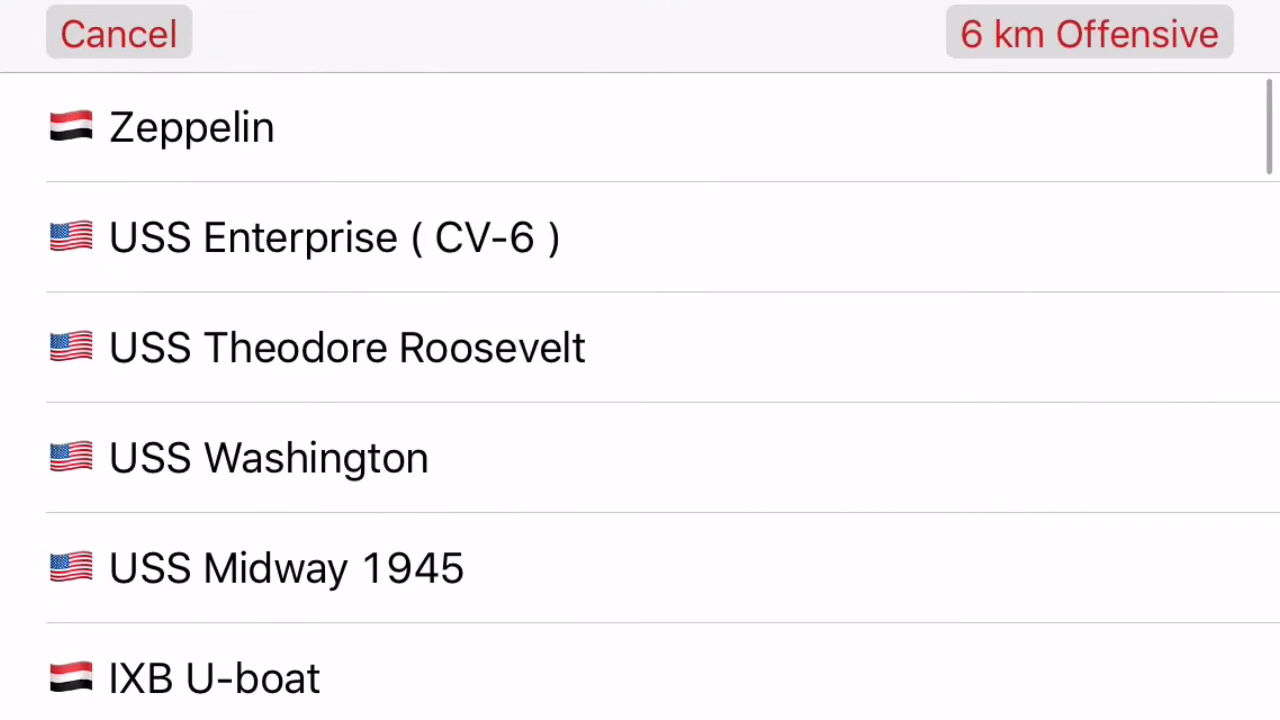 Cancel
6 km Offensive
Zeppelin
USS Enterprise ( CV-6 )
USS Theodore Roosevelt
USS Washington
USS Midway 1945
IXB U-boat